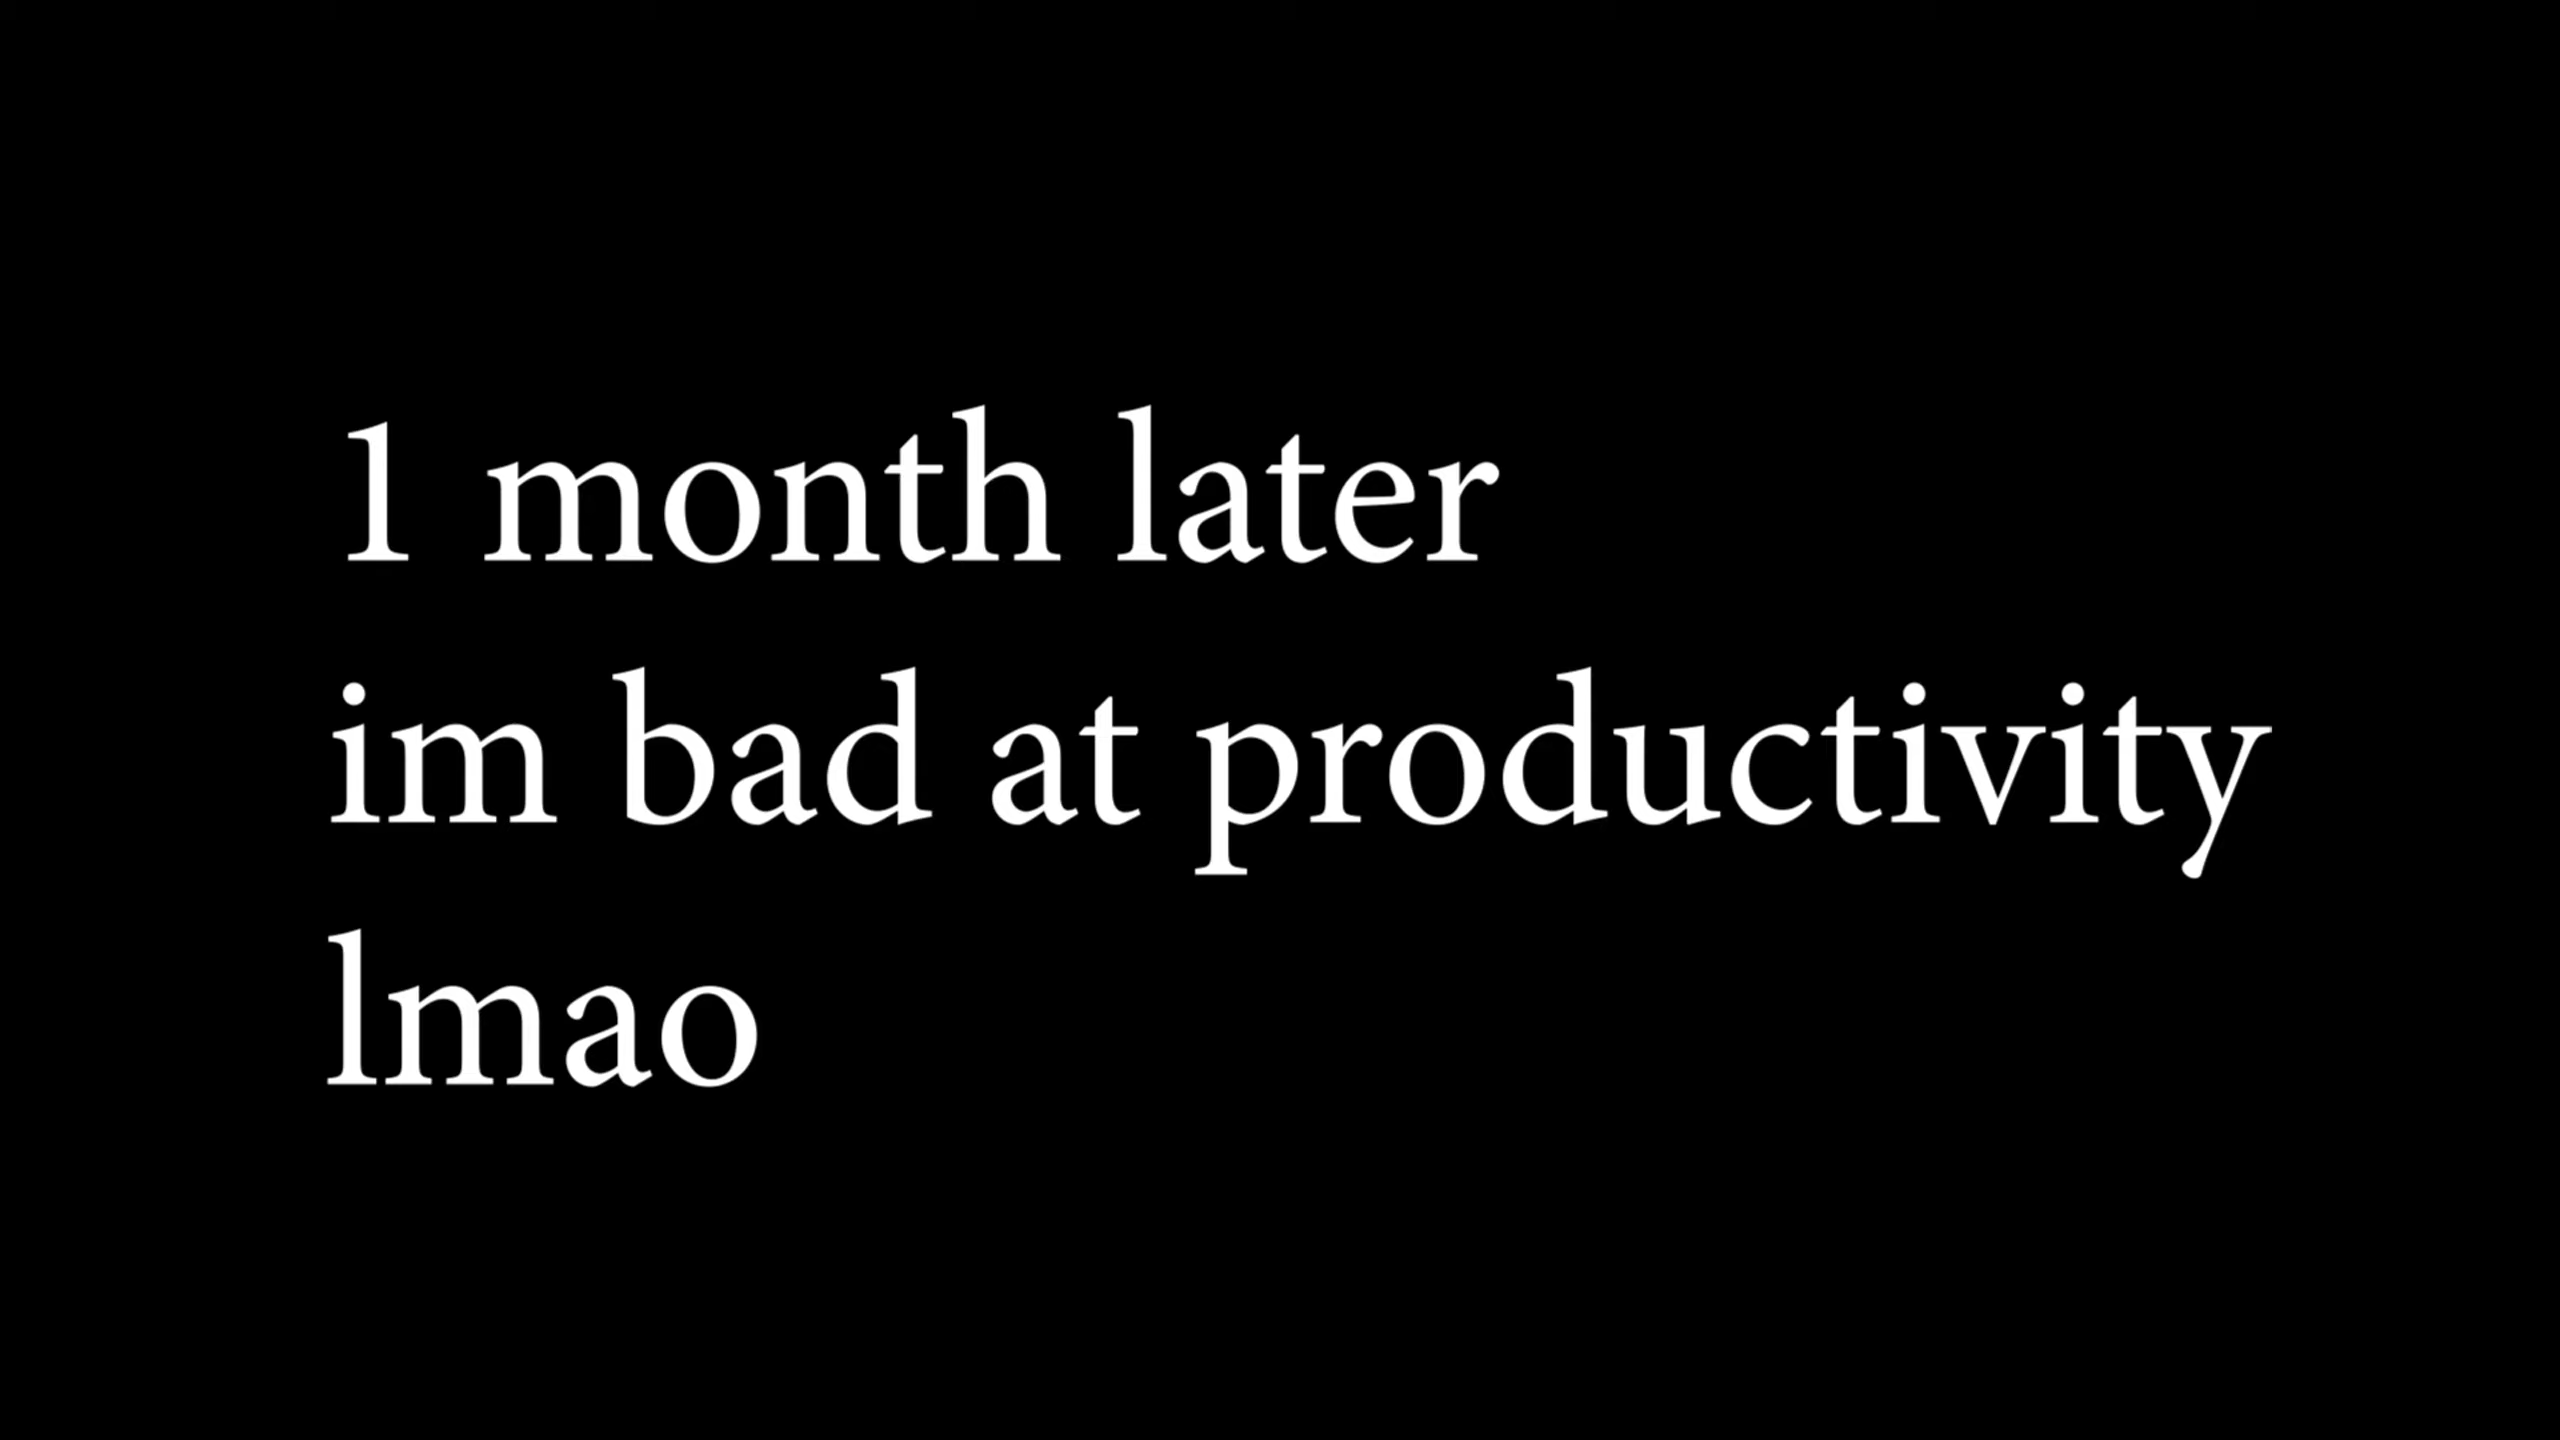 1 month later
im bad at productivity
lmao